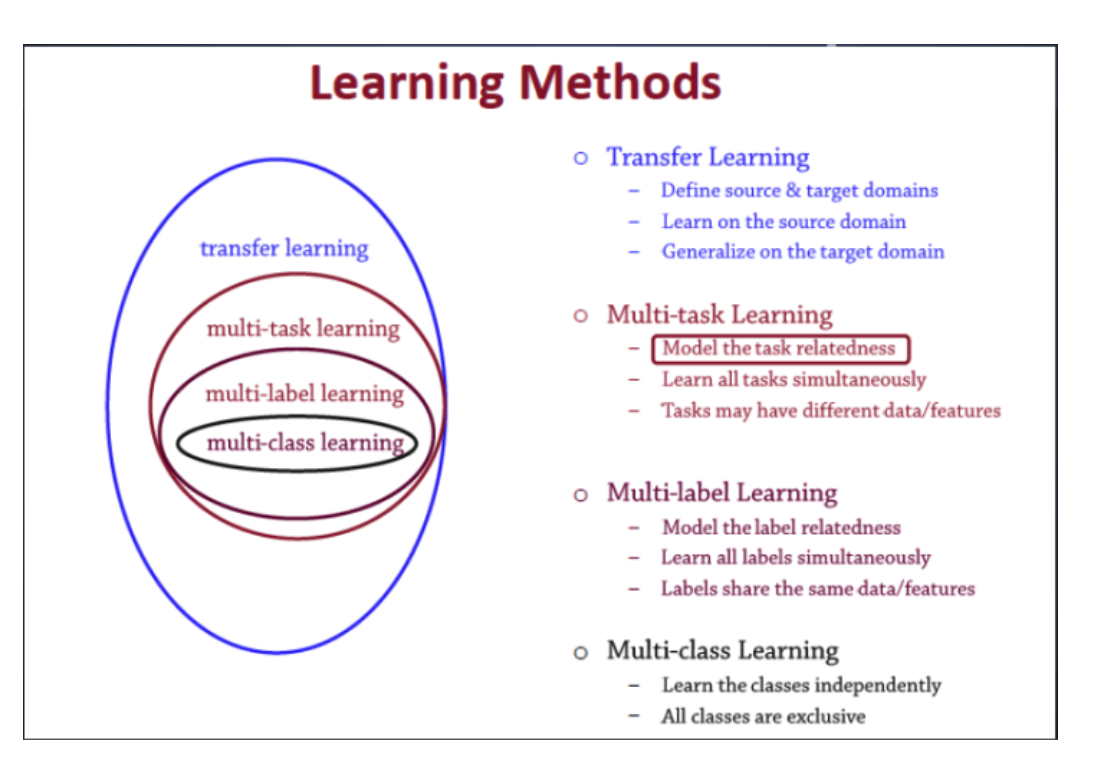 Learning Methods
transfer learning
multi-task learning
multi-label learning
multi-class learning
○ Transfer Learning
– Define source & target domains
– Learn on the source domain
– Generalize on the target domain
○ Multi-task Learning
– Model the task relatedness
– Learn all tasks simultaneously
– Tasks may have different data/features
○ Multi-label Learning
– Model the label relatedness
– Learn all labels simultaneously
– Labels share the same data/features
○ Multi-class Learning
– Learn the classes independently
– All classes are exclusive